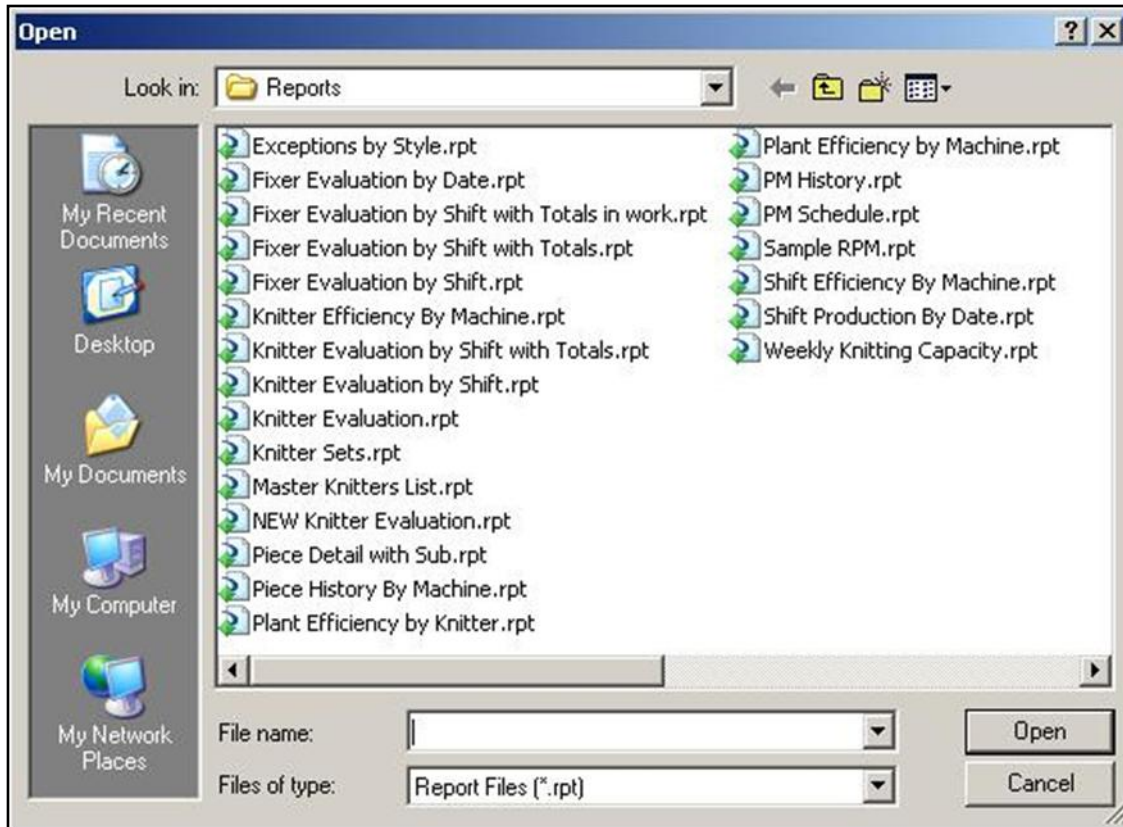 Open
Look in:
Reports
My Recent
Documents
Desktop
My Documents
My Computer
My Network
Places
Exceptions by Style.rpt
Fixer Evaluation by Date.rpt
Fixer Evaluation by Shift with Totals in work.rpt
Fixer Evaluation by Shift with Totals.rpt
Fixer Evaluation by Shift.rpt
Knitter Efficiency By Machine.rpt
Knitter Evaluation by Shift with Totals.rpt
Knitter Evaluation by Shift.rpt
Knitter Evaluation.rpt
Knitter Sets.rpt
Master Knitters List.rpt
NEW Knitter Evaluation.rpt
Piece Detail with Sub.rpt
Piece History By Machine.rpt
Plant Efficiency by Knitter.rpt
Plant Efficiency by Machine.rpt
PM History.rpt
PM Schedule.rpt
Sample RPM.rpt
Shift Efficiency By Machine.rpt
Shift Production By Date.rpt
Weekly Knitting Capacity.rpt
File name:
Open
Files of type:
Report Files (*.rpt)
Cancel